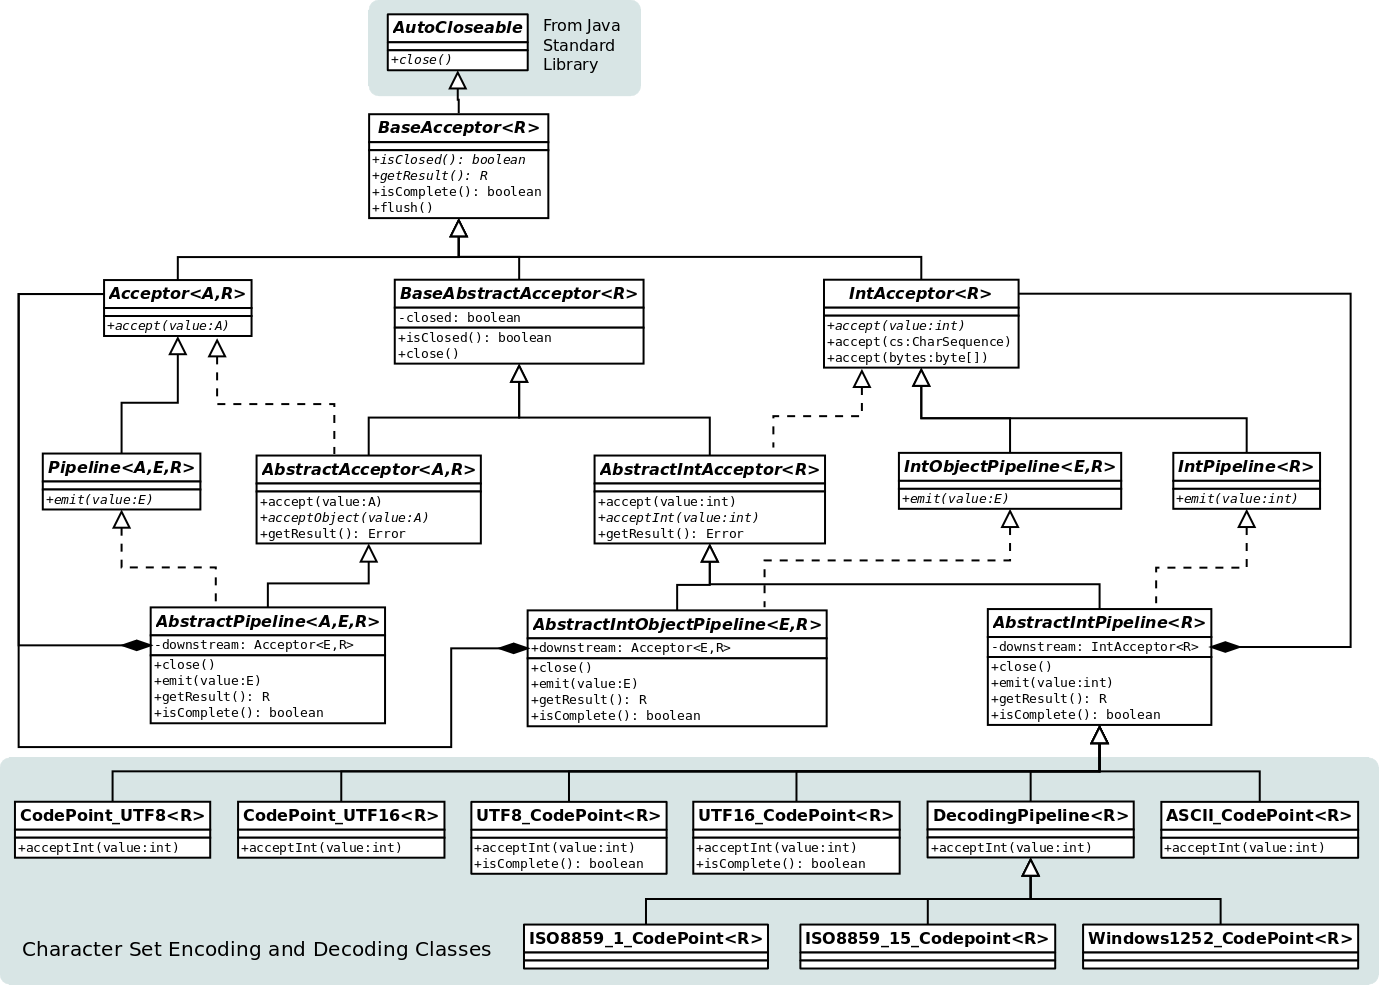 AutoCloseable
+close()
From Java
Standard
Library
BaseAcceptor<R>
+isClosed(): boolean
+getResult(): R
+isComplete(): boolean
+flush()
Acceptor<A,R>
+accept(value:A)
BaseAbstractAcceptor<R>
-closed: boolean
+isClosed(): boolean
+close()
IntAcceptor<R>
+accept(value:int)
+accept(cs:CharSequence)
+accept(bytes:byte[])
Pipeline<A,E,R>
+emit(value:E)
AbstractAcceptor<A,R>
+accept(value:A)
+acceptObject(value:A)
+getResult(): Error
AbstractIntAcceptor<R>
+accept(value:int)
+acceptInt(value:int)
+getResult(): Error
IntObjectPipeline<E,R>
+emit(value:E)
IntPipeline<R>
+emit(value:int)
AbstractPipeline<A,E,R>
-downstream: Acceptor<E,R>
+close()
+emit(value:E)
+getResult(): R
+isComplete(): boolean
AbstractIntObjectPipeline<E,R>
+downstream: Acceptor<E,R>
+close()
+emit(value:E)
+getResult(): R
+isComplete(): boolean
AbstractIntPipeline<R>
-downstream: IntAcceptor<R>
+close()
+emit(value:int)
+getResult(): R
+isComplete(): boolean
CodePoint_UTF8<R>
+acceptInt(value:int)
CodePoint_UTF16<R>
+acceptInt(value:int)
UTF8_CodePoint<R>
+acceptInt(value:int)
+isComplete(): boolean
UTF16_CodePoint<R>
+acceptInt(value:int)
+isComplete(): boolean
DecodingPipeline<R>
+acceptInt(value:int)
ASCII_CodePoint<R>
+acceptInt(value:int)
ISO8859_1_CodePoint<R>
ISO8859_15_Codepoint<R>
Windows1252_CodePoint<R>
Character Set Encoding and Decoding Classes